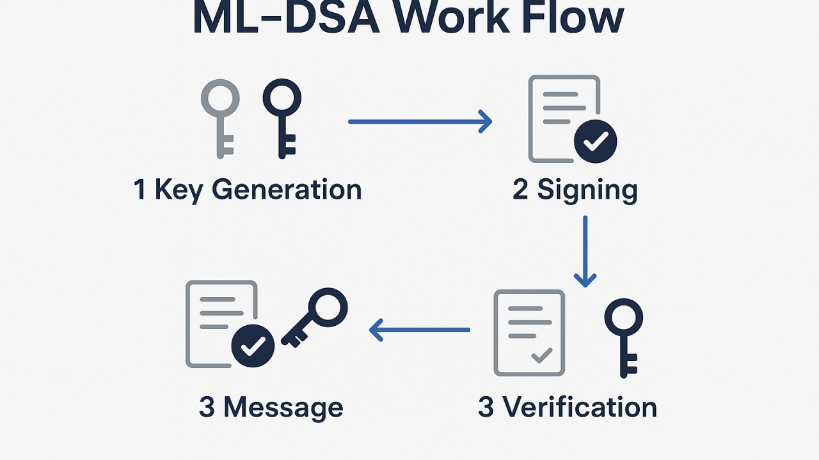 ML-DSA Work Flow
1 Key Generation
2 Signing
3 Message
3 Verification